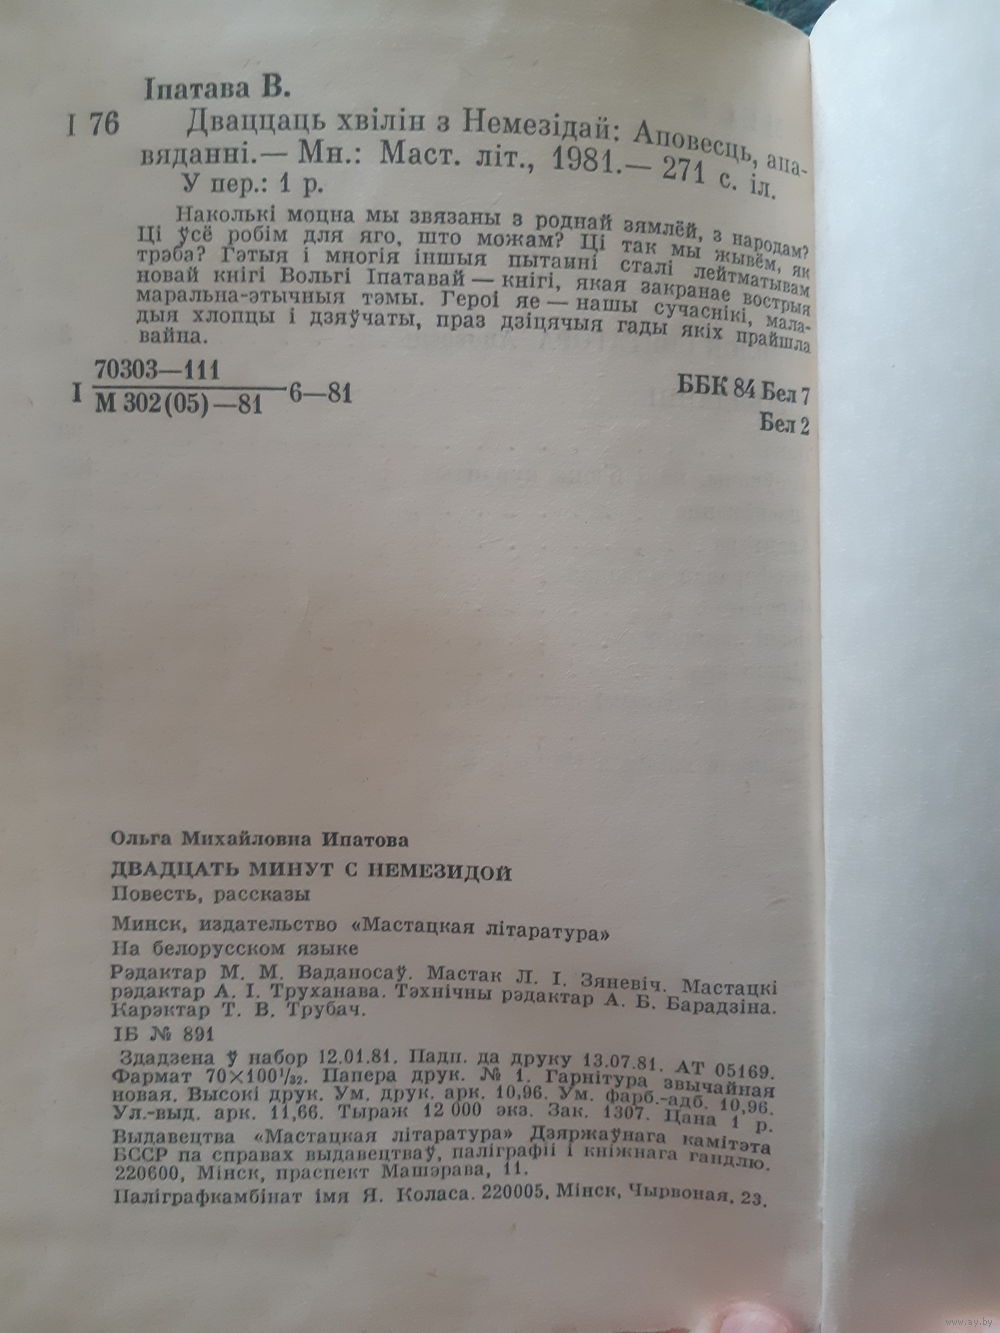 Іпатава В.
І 76 Дваццаць хвілін з Немезідай: Аповесць, апа-
вяданні.— Мн.: Маст. літ., 1981.— 271 с. іл.
У пер.: 1 р.
Наколькі моцна мы звязаны з роднай зямлёй, з народам?
Ці ўсё робім для яго, што можам? Ці так мы жывём, як
трэба? Гэтыя і многія іншыя пытанні сталі лейтматывам
новай кнігі Вольгі Іпатавай — кнігі, якая закранае вострыя
маральна-этычныя тэмы. Героі яе — нашы сучаснікі, мала-
дыя хлопцы і дзяўчаты, праз дзіцячыя гады якіх прайшла
вайна.
70303—111
І 6—81
М 302(05)—81
ББК 84 Бел 7
Бел 2
Ольга Михайловна Ипатова
ДВАДЦАТЬ МИНУТ С НЕМЕЗИДОЙ
Повесть, рассказы
Минск, издательство «Мастацкая літаратура»
На белорусском языке
Рэдактар М. М. Ваданосаў. Мастак Л. І. Зяневіч. Мастацкі
рэдактар А. І. Труханава. Тэхнічны рэдактар А. Б. Барадзіна.
Карэктар Т. В. Трубач.
ІБ № 891
Здадзена ў набор 12.01.81. Падп. да друку 13.07.81. АТ 05169.
Фармат 70×100¹/₃₂. Папера друк. № 1. Гарнітура звычайная
новая. Высокі друк. Ум. друк. арк. 10,96. Ум. фарб.-адб. 10,96.
Ул.-выд. арк. 11,66. Тыраж 12 000 экз. Зак. 1307. Цана 1 р.
Выдавецтва «Мастацкая літаратура» Дзяржаўнага камітэта
БССР па справах выдавецтваў, паліграфіі і кніжнага гандлю.
220600, Мінск, праспект Машэрава, 11.
Паліграфкамбінат імя Я. Коласа. 220005, Мінск, Чырвоная, 23.
www.ay.by